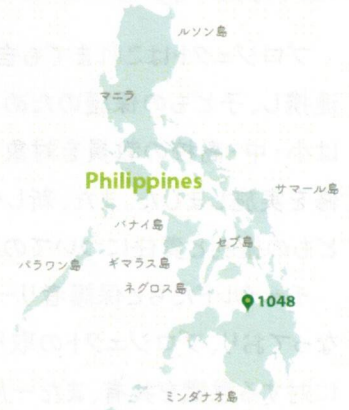 ルソン島
マニラ
Philippines
サマール島
パナイ島
セブ島
パラワン島
ギマラス島
ネグロス島
1048
ミンダナオ島